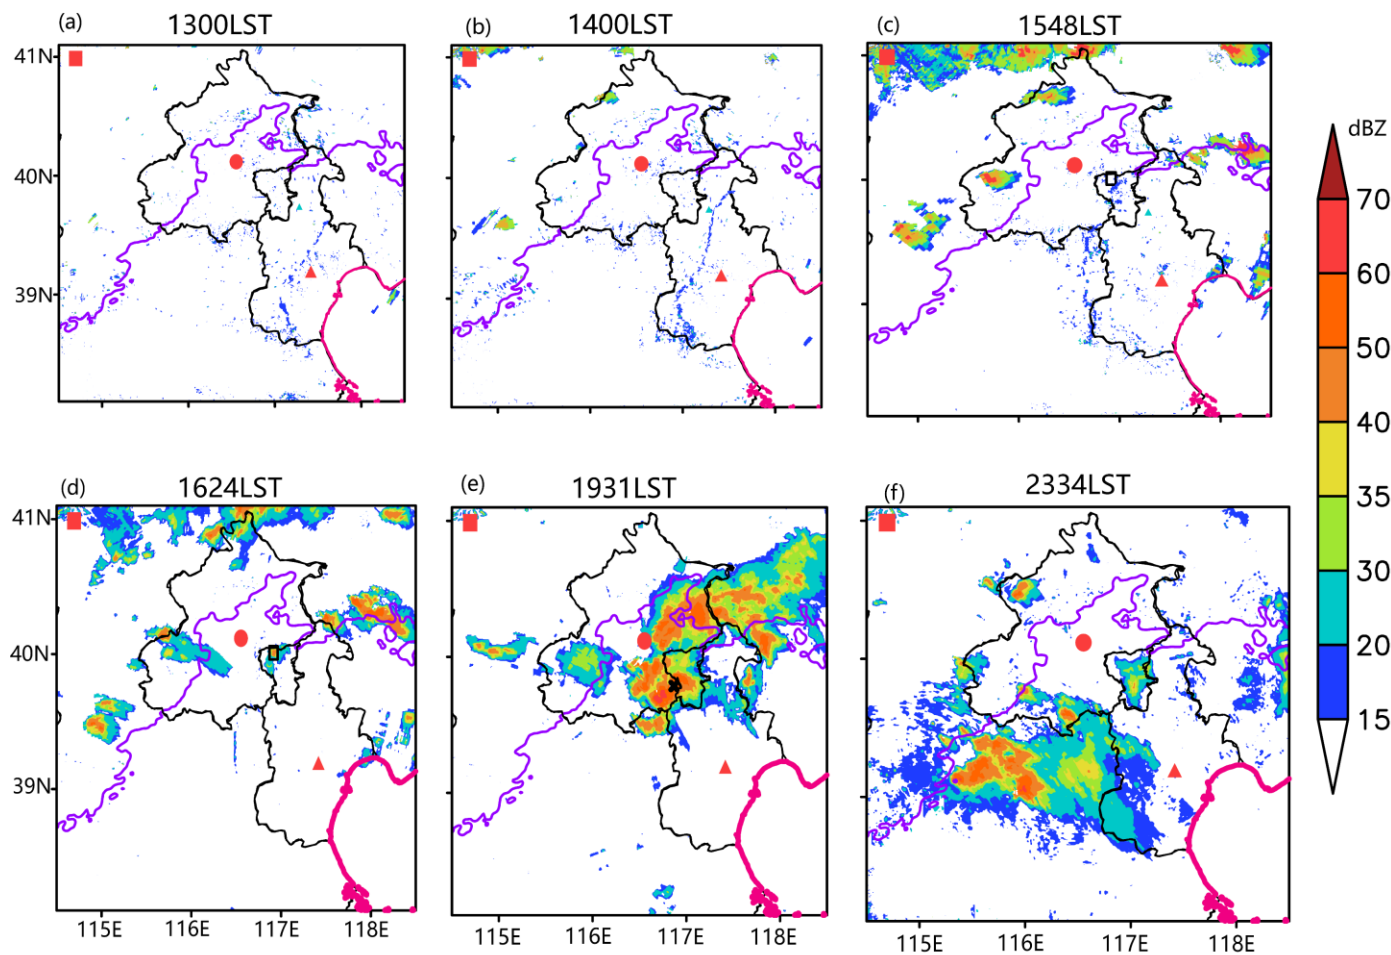 (a) 1300LST
(b) 1400LST
(c) 1548LST
41N
40N
39N
dBZ
70
60
50
40
35
30
20
15
(d) 1624LST
(e) 1931LST
(f) 2334LST
41N
40N
39N
115E 116E 117E 118E
115E 116E 117E 118E
115E 116E 117E 118E